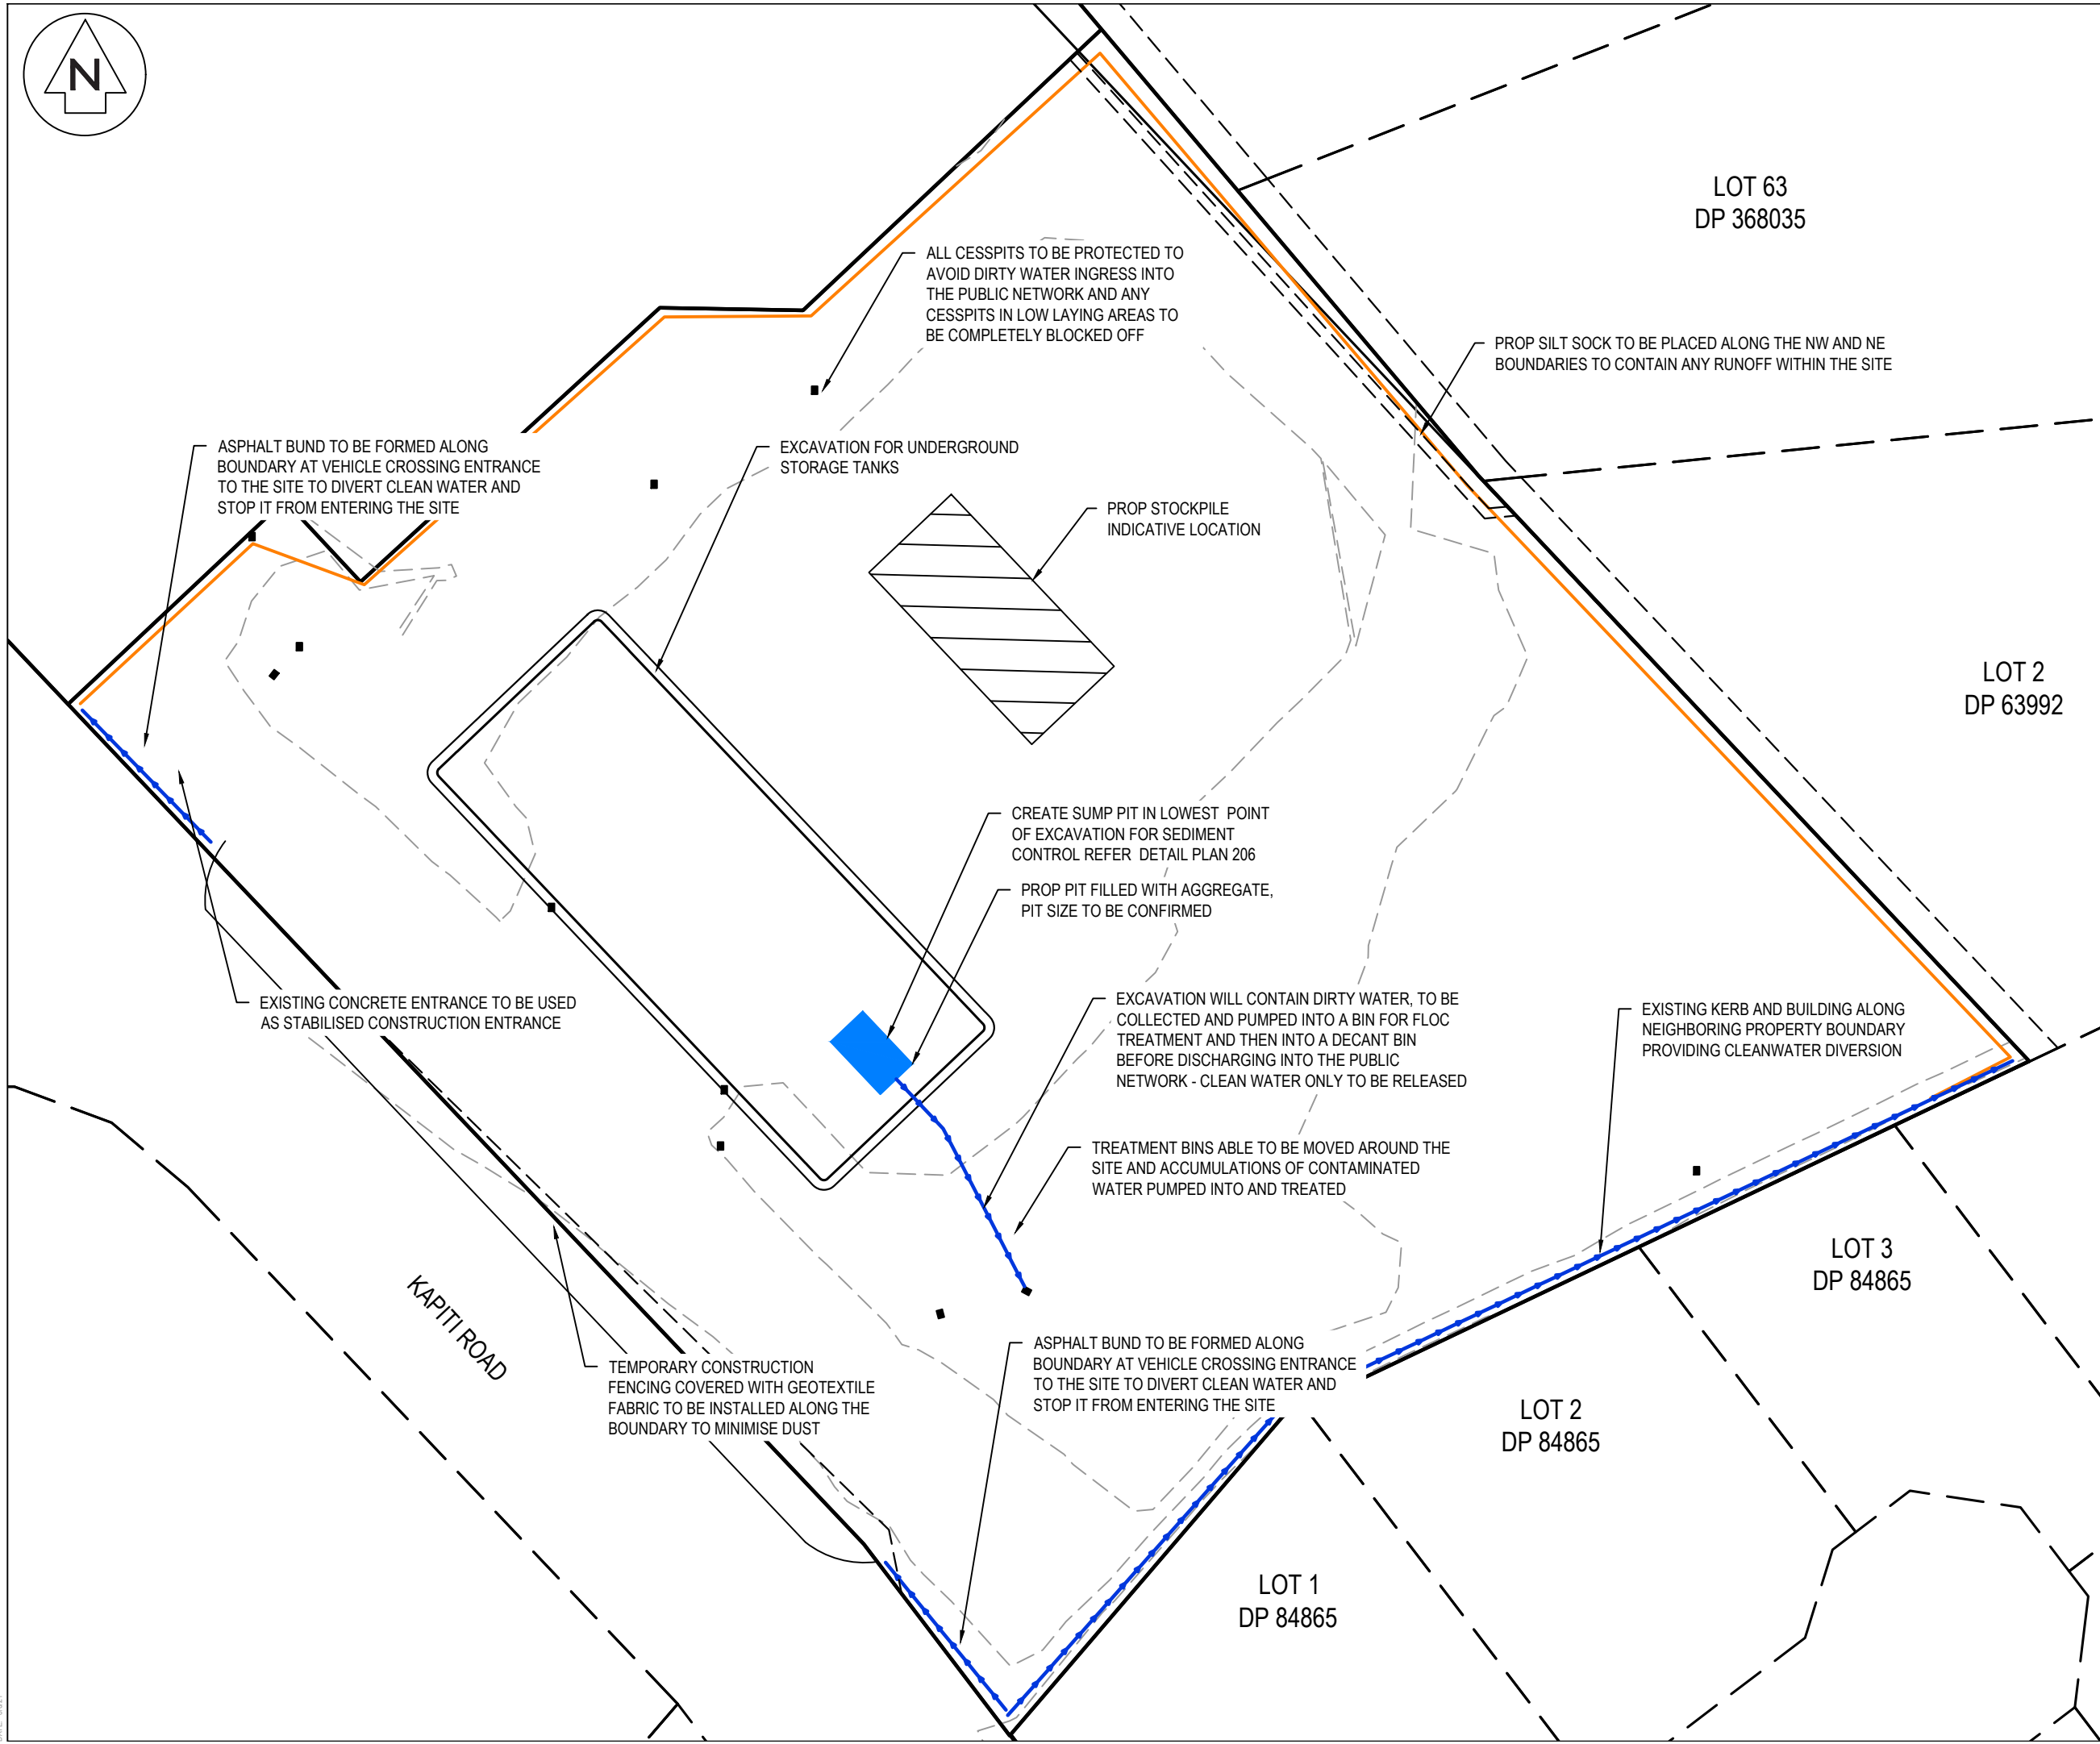 N
LOT 63
DP 368035
ALL CESSPITS TO BE PROTECTED TO
AVOID DIRTY WATER INGRESS INTO
THE PUBLIC NETWORK AND ANY
CESSPITS IN LOW LAYING AREAS TO
BE COMPLETELY BLOCKED OFF
PROP SILT SOCK TO BE PLACED ALONG THE NW AND NE
BOUNDARIES TO CONTAIN ANY RUNOFF WITHIN THE SITE
ASPHALT BUND TO BE FORMED ALONG
BOUNDARY AT VEHICLE CROSSING ENTRANCE
TO THE SITE TO DIVERT CLEAN WATER AND
STOP IT FROM ENTERING THE SITE
EXCAVATION FOR UNDERGROUND
STORAGE TANKS
PROP STOCKPILE
INDICATIVE LOCATION
LOT 2
DP 63992
CREATE SUMP PIT IN LOWEST POINT
OF EXCAVATION FOR SEDIMENT
CONTROL REFER DETAIL PLAN 206
PROP PIT FILLED WITH AGGREGATE,
PIT SIZE TO BE CONFIRMED
EXISTING CONCRETE ENTRANCE TO BE USED
AS STABILISED CONSTRUCTION ENTRANCE
EXCAVATION WILL CONTAIN DIRTY WATER, TO BE
COLLECTED AND PUMPED INTO A BIN FOR FLOC
TREATMENT AND THEN INTO A DECANT BIN
BEFORE DISCHARGING INTO THE PUBLIC
NETWORK - CLEAN WATER ONLY TO BE RELEASED
EXISTING KERB AND BUILDING ALONG
NEIGHBORING PROPERTY BOUNDARY
PROVIDING CLEANWATER DIVERSION
TREATMENT BINS ABLE TO BE MOVED AROUND THE
SITE AND ACCUMULATIONS OF CONTAMINATED
WATER PUMPED INTO AND TREATED
LOT 3
DP 84865
KAPITI ROAD
TEMPORARY CONSTRUCTION
FENCING COVERED WITH GEOTEXTILE
FABRIC TO BE INSTALLED ALONG THE
BOUNDARY TO MINIMISE DUST
ASPHALT BUND TO BE FORMED ALONG
BOUNDARY AT VEHICLE CROSSING ENTRANCE
TO THE SITE TO DIVERT CLEAN WATER AND
STOP IT FROM ENTERING THE SITE
LOT 2
DP 84865
LOT 1
DP 84865